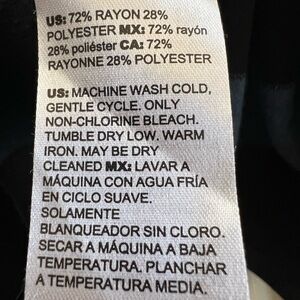 US: 72% RAYON 28%
POLYESTER MX: 72% rayón
28% poliéster CA: 72%
RAYONNE 28% POLYESTER
US: MACHINE WASH COLD,
GENTLE CYCLE. ONLY
NON-CHLORINE BLEACH.
TUMBLE DRY LOW. WARM
IRON. MAY BE DRY
CLEANED MX: LAVAR A
MÁQUINA CON AGUA FRÍA
EN CICLO SUAVE.
SOLAMENTE
BLANQUEADOR SIN CLORO.
SECAR A MÁQUINA A BAJA
TEMPERATURA. PLANCHAR
A TEMPERATURA MEDIA.